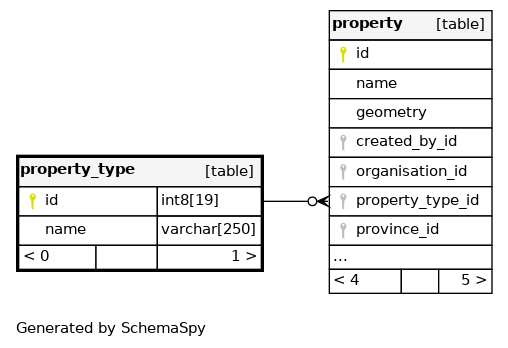 property [table]
id
name
geometry
created_by_id
organisation_id
property_type_id
province_id
...
< 4 5 >
property_type [table]
id int8[19]
name varchar[250]
< 0 1 >
Generated by SchemaSpy